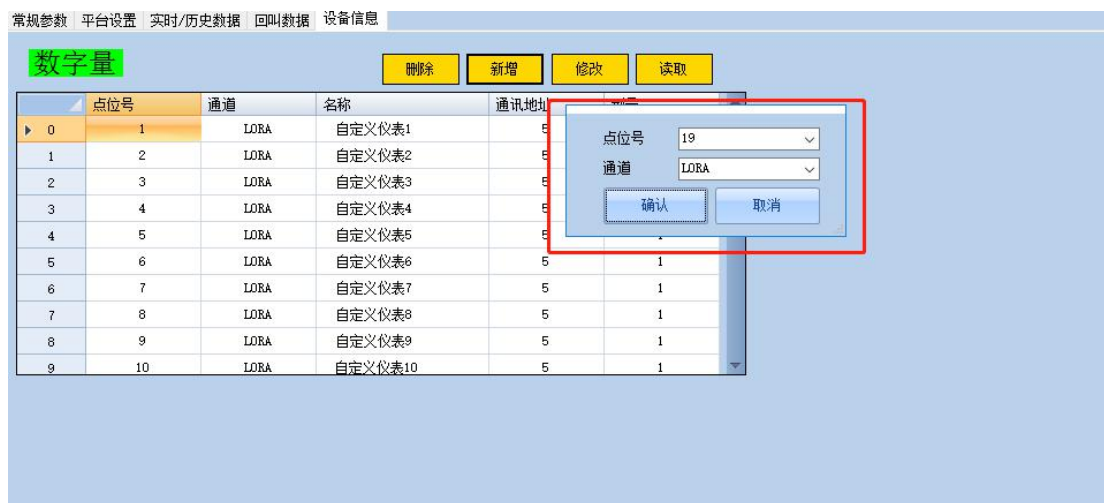 常规参数 平台设置 实时/历史数据 回叫数据 设备信息
数字量 删除 新增 修改 读取
点位号 通道 名称 通讯地址
0 1 LORA 自定义仪表1 5
1 2 LORA 自定义仪表2 5
2 3 LORA 自定义仪表3 5
3 4 LORA 自定义仪表4 5
4 5 LORA 自定义仪表5 5
5 6 LORA 自定义仪表6 5 1
6 7 LORA 自定义仪表7 5 1
7 8 LORA 自定义仪表8 5 1
8 9 LORA 自定义仪表9 5 1
9 10 LORA 自定义仪表10 5 1
点位号 19
通道 LORA
确认 取消